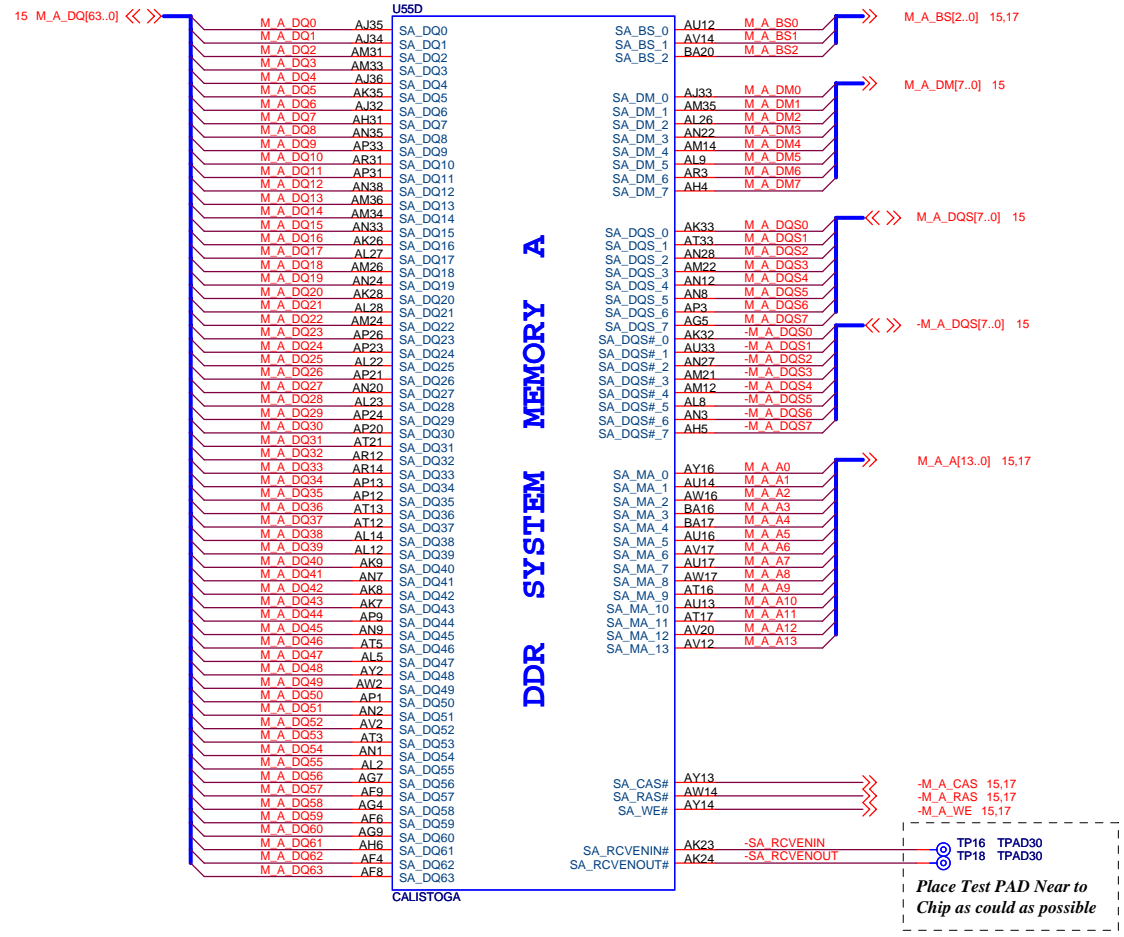 U55D
15 M_A_DQ[63..0]
M_A_DQ0 AJ35 SA_DQ0
M_A_DQ1 AJ34 SA_DQ1
M_A_DQ2 AM31 SA_DQ2
M_A_DQ3 AM33 SA_DQ3
M_A_DQ4 AJ36 SA_DQ4
M_A_DQ5 AK35 SA_DQ5
M_A_DQ6 AJ32 SA_DQ6
M_A_DQ7 AH31 SA_DQ7
M_A_DQ8 AN35 SA_DQ8
M_A_DQ9 AP33 SA_DQ9
M_A_DQ10 AR31 SA_DQ10
M_A_DQ11 AP31 SA_DQ11
M_A_DQ12 AN38 SA_DQ12
M_A_DQ13 AM36 SA_DQ13
M_A_DQ14 AM34 SA_DQ14
M_A_DQ15 AN33 SA_DQ15
M_A_DQ16 AK26 SA_DQ16
M_A_DQ17 AL27 SA_DQ17
M_A_DQ18 AM26 SA_DQ18
M_A_DQ19 AN24 SA_DQ19
M_A_DQ20 AK28 SA_DQ20
M_A_DQ21 AL28 SA_DQ21
M_A_DQ22 AM24 SA_DQ22
M_A_DQ23 AP26 SA_DQ23
M_A_DQ24 AP23 SA_DQ24
M_A_DQ25 AL22 SA_DQ25
M_A_DQ26 AP21 SA_DQ26
M_A_DQ27 AN20 SA_DQ27
M_A_DQ28 AL23 SA_DQ28
M_A_DQ29 AP24 SA_DQ29
M_A_DQ30 AP20 SA_DQ30
M_A_DQ31 AT21 SA_DQ31
M_A_DQ32 AR12 SA_DQ32
M_A_DQ33 AR14 SA_DQ33
M_A_DQ34 AP13 SA_DQ34
M_A_DQ35 AP12 SA_DQ35
M_A_DQ36 AT13 SA_DQ36
M_A_DQ37 AT12 SA_DQ37
M_A_DQ38 AL14 SA_DQ38
M_A_DQ39 AL12 SA_DQ39
M_A_DQ40 AK9 SA_DQ40
M_A_DQ41 AN7 SA_DQ41
M_A_DQ42 AK8 SA_DQ42
M_A_DQ43 AK7 SA_DQ43
M_A_DQ44 AP9 SA_DQ44
M_A_DQ45 AN9 SA_DQ45
M_A_DQ46 AT5 SA_DQ46
M_A_DQ47 AL5 SA_DQ47
M_A_DQ48 AY2 SA_DQ48
M_A_DQ49 AW2 SA_DQ49
M_A_DQ50 AP1 SA_DQ50
M_A_DQ51 AN2 SA_DQ51
M_A_DQ52 AV2 SA_DQ52
M_A_DQ53 AT3 SA_DQ53
M_A_DQ54 AN1 SA_DQ54
M_A_DQ55 AL2 SA_DQ55
M_A_DQ56 AG7 SA_DQ56
M_A_DQ57 AF9 SA_DQ57
M_A_DQ58 AG4 SA_DQ58
M_A_DQ59 AF6 SA_DQ59
M_A_DQ60 AG9 SA_DQ60
M_A_DQ61 AH6 SA_DQ61
M_A_DQ62 AF4 SA_DQ62
M_A_DQ63 AF8 SA_DQ63
DDR SYSTEM MEMORY A
SA_BS_0 AU12 M_A_BS0
SA_BS_1 AV14 M_A_BS1
SA_BS_2 BA20 M_A_BS2
M_A_BS[2..0] 15,17
SA_DM_0 AJ33 M_A_DM0
SA_DM_1 AM35 M_A_DM1
SA_DM_2 AL26 M_A_DM2
SA_DM_3 AN22 M_A_DM3
SA_DM_4 AM14 M_A_DM4
SA_DM_5 AL9 M_A_DM5
SA_DM_6 AR3 M_A_DM6
SA_DM_7 AH4 M_A_DM7
M_A_DM[7..0] 15
SA_DQS_0 AK33 M_A_DQS0
SA_DQS_1 AT33 M_A_DQS1
SA_DQS_2 AN28 M_A_DQS2
SA_DQS_3 AM22 M_A_DQS3
SA_DQS_4 AN12 M_A_DQS4
SA_DQS_5 AN8 M_A_DQS5
SA_DQS_6 AP3 M_A_DQS6
SA_DQS_7 AG5 M_A_DQS7
M_A_DQS[7..0] 15
SA_DQS#_0 AK32 -M_A_DQS0
SA_DQS#_1 AU33 -M_A_DQS1
SA_DQS#_2 AN27 -M_A_DQS2
SA_DQS#_3 AM21 -M_A_DQS3
SA_DQS#_4 AM12 -M_A_DQS4
SA_DQS#_5 AL8 -M_A_DQS5
SA_DQS#_6 AN3 -M_A_DQS6
SA_DQS#_7 AH5 -M_A_DQS7
-M_A_DQS[7..0] 15
SA_MA_0 AY16 M_A_A0
SA_MA_1 AU14 M_A_A1
SA_MA_2 AW16 M_A_A2
SA_MA_3 BA16 M_A_A3
SA_MA_4 BA17 M_A_A4
SA_MA_5 AU16 M_A_A5
SA_MA_6 AV17 M_A_A6
SA_MA_7 AU17 M_A_A7
SA_MA_8 AW17 M_A_A8
SA_MA_9 AT16 M_A_A9
SA_MA_10 AU13 M_A_A10
SA_MA_11 AT17 M_A_A11
SA_MA_12 AV20 M_A_A12
SA_MA_13 AV12 M_A_A13
M_A_A[13..0] 15,17
SA_CAS# AY13 -M_A_CAS 15,17
SA_RAS# AW14 -M_A_RAS 15,17
SA_WE# AY14 -M_A_WE 15,17
SA_RCVENIN# AK23 -SA_RCVENIN TP16 TPAD30
SA_RCVENOUT# AK24 -SA_RCVENOUT TP18 TPAD30
Place Test PAD Near to
Chip as could as possible
CALISTOGA